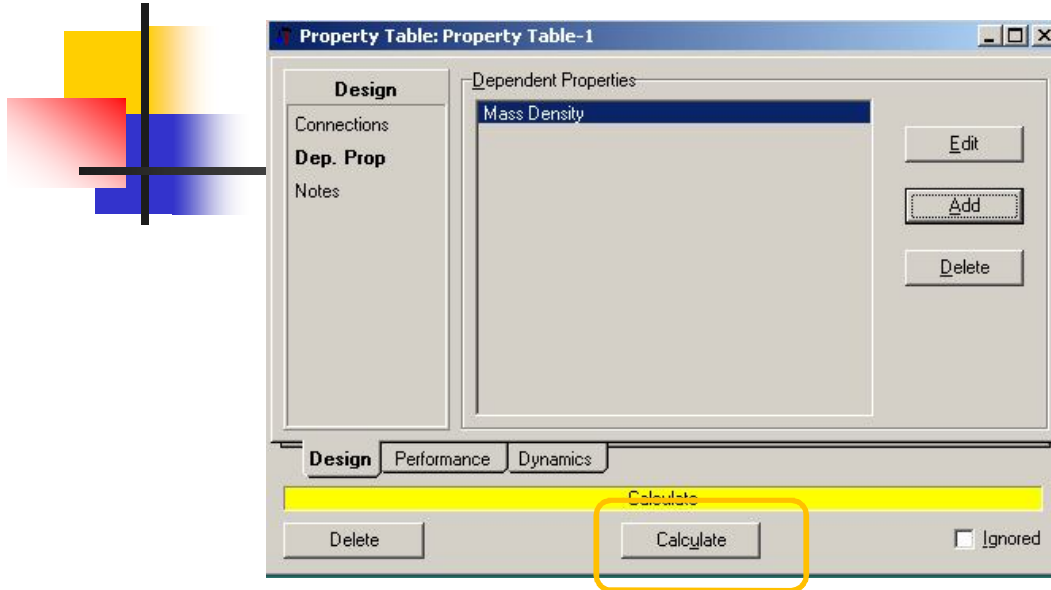 Property Table: Property Table-1
Design
Connections
Dep. Prop
Notes
Dependent Properties
Mass Density
Edit
Add
Delete
Design Performance Dynamics
Calculate
Delete Calculate Ignored